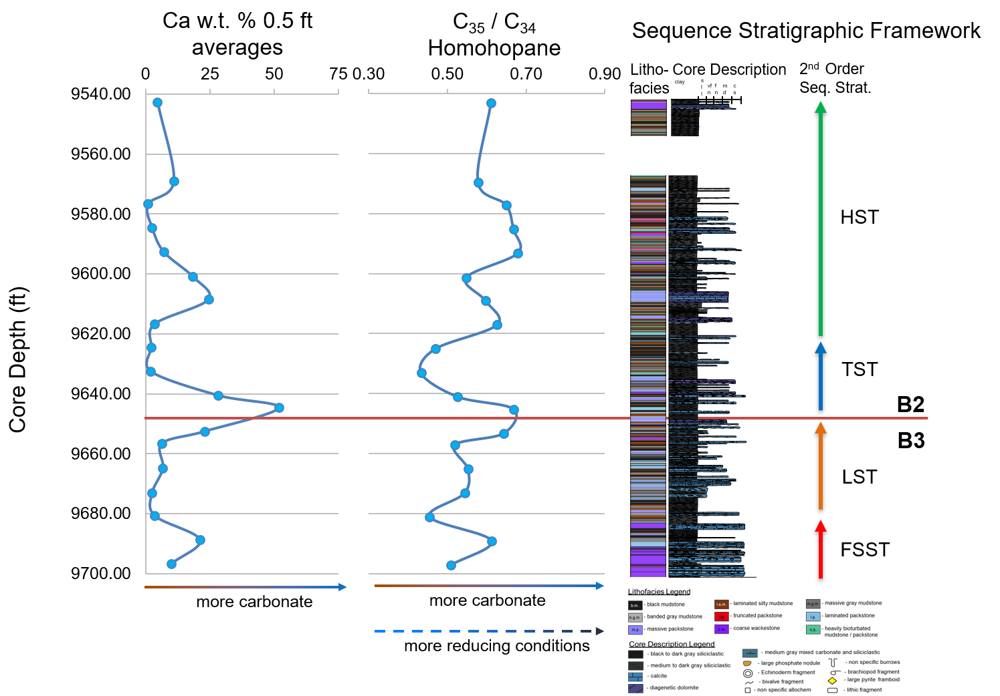 Ca w.t. % 0.5 ft
averages
C35 / C34
Homohopane
Sequence Stratigraphic Framework
0 25 50 75
0.30 0.50 0.70 0.90
Litho-
facies
Core Description
clay
s
l
t
vf
n
f
n
m
d
c
s
2nd Order
Seq. Strat.
Core Depth (ft)
9540.00
9560.00
9580.00
9600.00
9620.00
9640.00
9660.00
9680.00
9700.00
HST
TST
B2
B3
LST
FSST
more carbonate
more carbonate
more reducing conditions
Lithofacies Legend
b.m. - black mudstone
l.s.m. - laminated silty mudstone
m.g.m. - massive gray mudstone
b.g.m. - banded gray mudstone
t.p. - truncated packstone
l.p. - laminated packstone
m.p. - massive packstone
c.w. - coarse wackestone
h.b. - heavily bioturbated
mudstone / packstone
Core Description Legend
- black to dark gray siliciclastic
- medium to dark gray siliciclastic
- calcite
- diagenetic dolomite
- medium gray mixed carbonate and siliciclastic
- large phosphate nodule
- non specific burrows
- Echinoderm fragment
- brachiopod fragment
- bivalve fragment
- large pyrite framboid
- non specific allochem
- lithic fragment